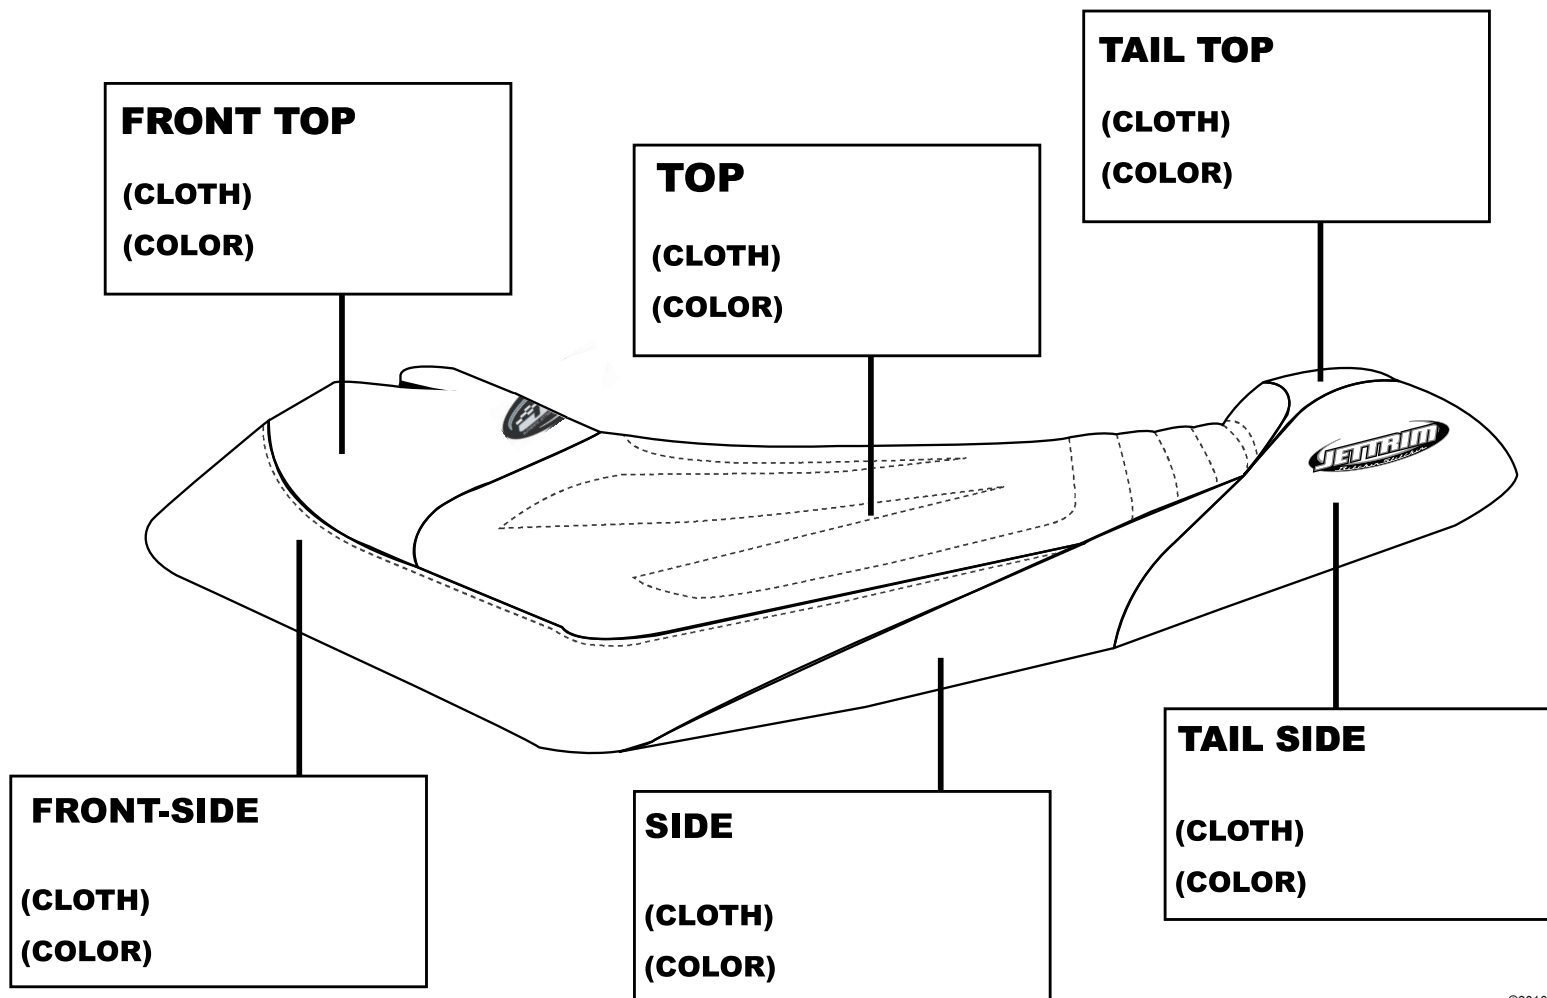 TAIL TOP
(CLOTH)
(COLOR)
FRONT TOP
(CLOTH)
(COLOR)
TOP
(CLOTH)
(COLOR)
JETTRIM
FRONT-SIDE
(CLOTH)
(COLOR)
SIDE
(CLOTH)
(COLOR)
TAIL SIDE
(CLOTH)
(COLOR)